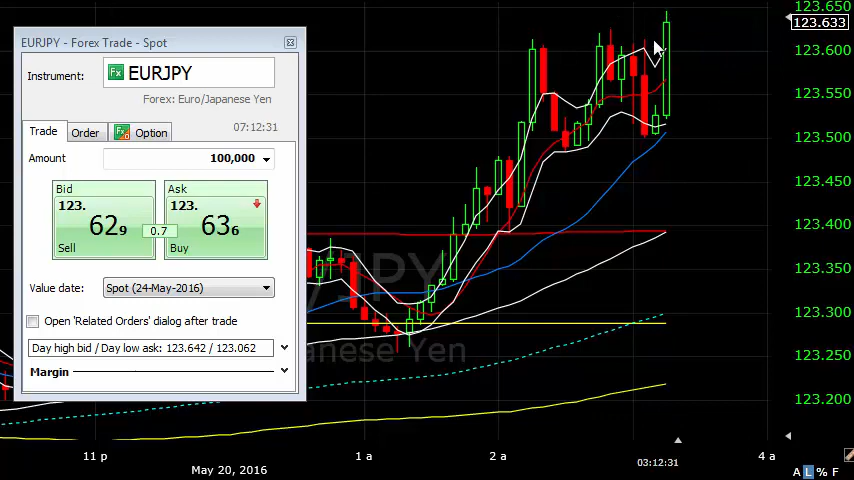 EURJPY - Forex Trade - Spot
Instrument: Fx EURJPY
Forex: Euro/Japanese Yen
Trade Order Fx Option 07:12:31
Amount 100,000
Bid Ask
123. 123.
62 9 0.7 63 6
Sell Buy
Value date: Spot (24-May-2016)
Open 'Related Orders' dialog after trade
Day high bid / Day low ask: 123.642 / 123.062
Margin
JPY
anese Yen
123.650
123.633
123.600
123.550
123.500
123.450
123.400
123.350
123.300
123.250
123.200
11 p 1 a 2 a 03:12:31 4 a
May 20, 2016
A L % F